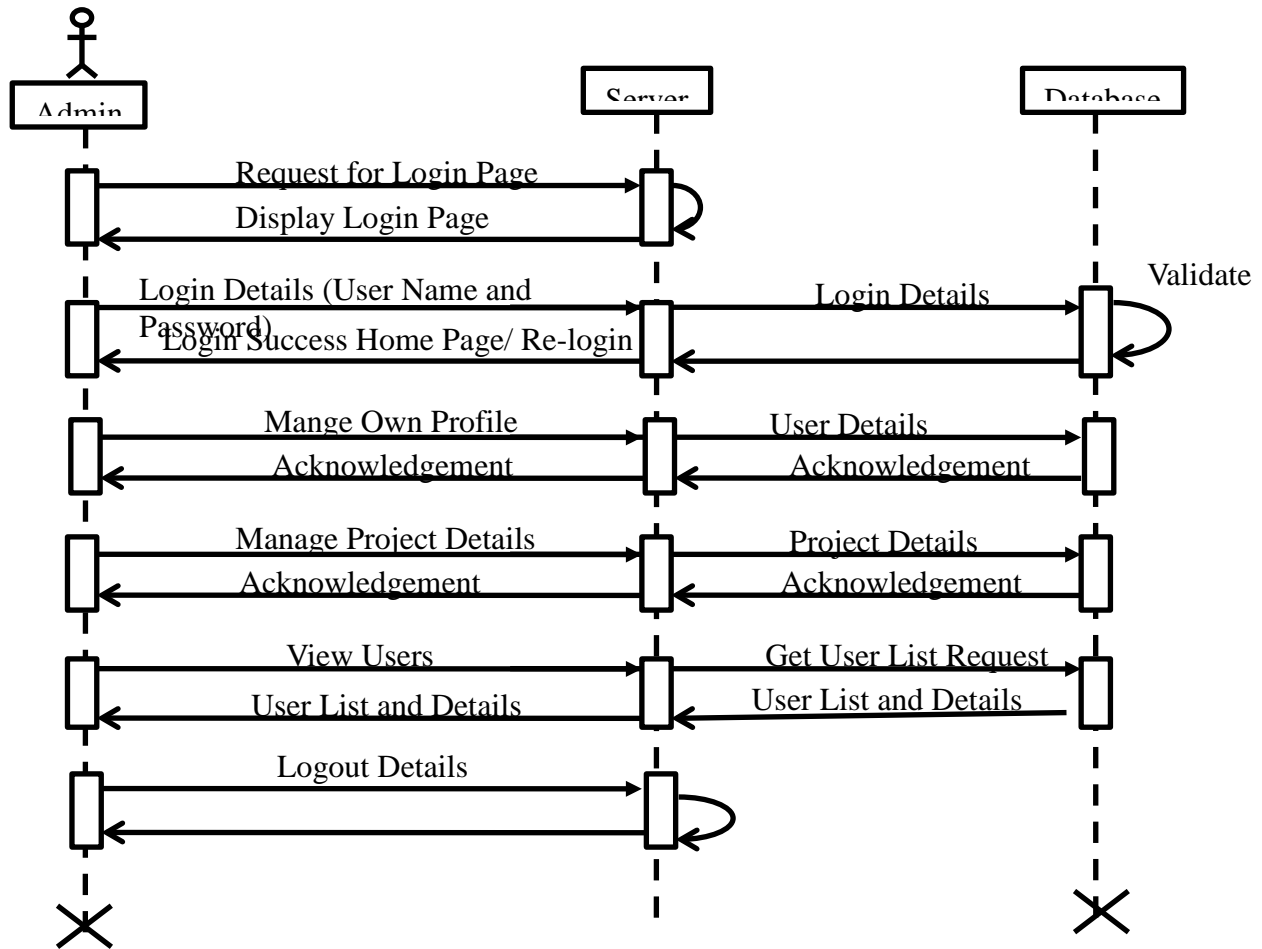 Admin
Server
Database
Request for Login Page
Display Login Page
Validate
Login Details (User Name and
Password)
Login Details
Login Success Home Page/ Re-login
Mange Own Profile
User Details
Acknowledgement
Acknowledgement
Manage Project Details
Project Details
Acknowledgement
Acknowledgement
View Users
Get User List Request
User List and Details
User List and Details
Logout Details